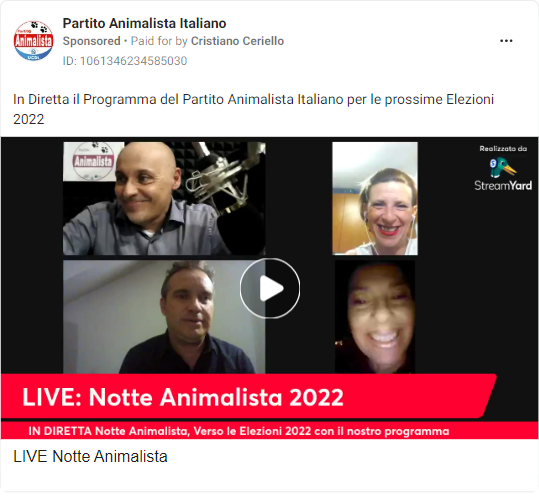 Partito Animalista Italiano
Sponsored • Paid for by Cristiano Ceriello
ID: 1061346234585030
In Diretta il Programma del Partito Animalista Italiano per le prossime Elezioni
2022
Partito
Animalista
UCDL
Animalista
Realizzato da
StreamYard
LIVE: Notte Animalista 2022
IN DIRETTA Notte Animalista, Verso le Elezioni 2022 con il nostro programma
LIVE Notte Animalista